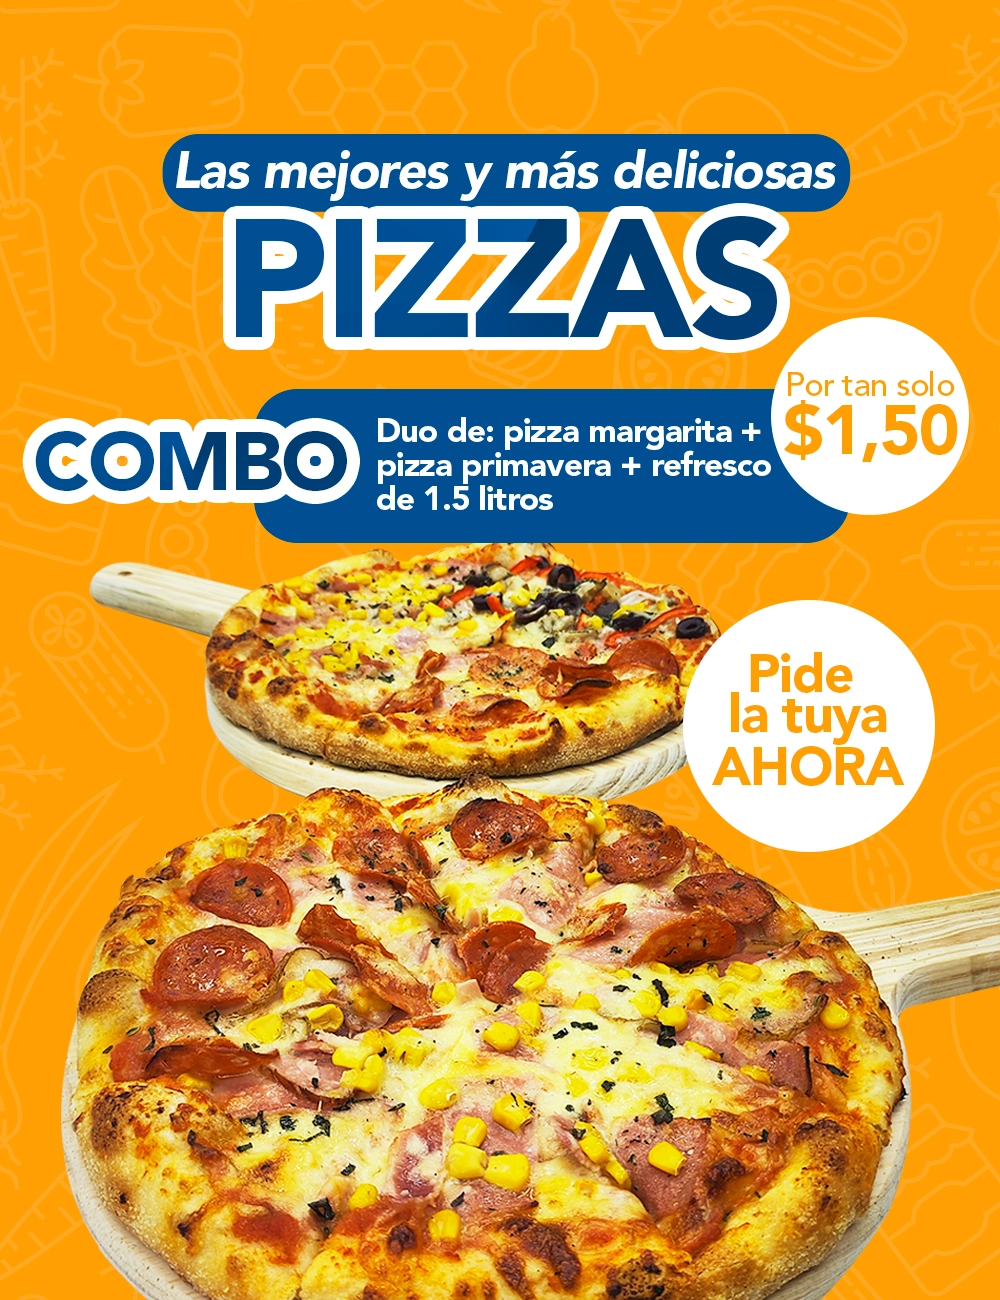 Las mejores y más deliciosas
PIZZAS
Por tan solo
$1,50
COMBO
Duo de: pizza margarita +
pizza primavera + refresco
de 1.5 litros
Pide
la tuya
AHORA